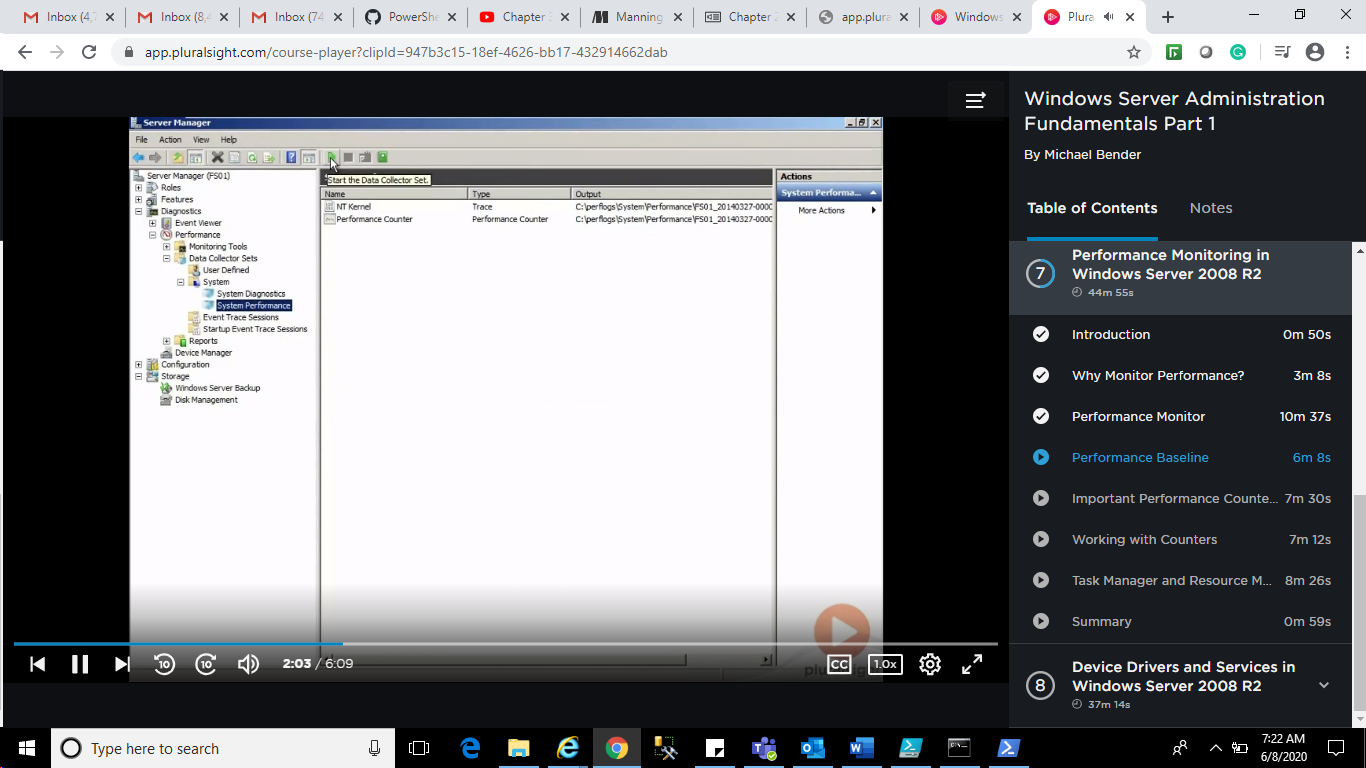 Inbox (4,7
Inbox (8,4
Inbox (74
PowerShe
Chapter
Manning
Chapter 2
app.plura
Windows
Plura
app.pluralsight.com/course-player?clipId=947b3c15-18ef-4626-bb17-432914662dab
Server Manager
File Action View Help
Start the Data Collector Set.
Server Manager (FS01)
Roles
Features
Diagnostics
Event Viewer
Performance
Monitoring Tools
Data Collector Sets
User Defined
System
System Diagnostics
System Performance
Event Trace Sessions
Startup Event Trace Sessions
Reports
Device Manager
Configuration
Storage
Windows Server Backup
Disk Management
Name Type Output
NT Kernel Trace C:\perflogs\System\Performance\FS01_20140327-0000
Performance Counter Performance Counter C:\perflogs\System\Performance\FS01_20140327-0000
Actions
System Performa...
More Actions
2:03 / 6:09
CC
1.0x
Windows Server Administration
Fundamentals Part 1
By Michael Bender
Table of Contents Notes
7
Performance Monitoring in
Windows Server 2008 R2
44m 55s
Introduction 0m 50s
Why Monitor Performance? 3m 8s
Performance Monitor 10m 37s
Performance Baseline 6m 8s
Important Performance Counte... 7m 30s
Working with Counters 7m 12s
Task Manager and Resource M... 8m 26s
Summary 0m 59s
8
Device Drivers and Services in
Windows Server 2008 R2
37m 14s
10
10
Type here to search
7:22 AM
6/8/2020